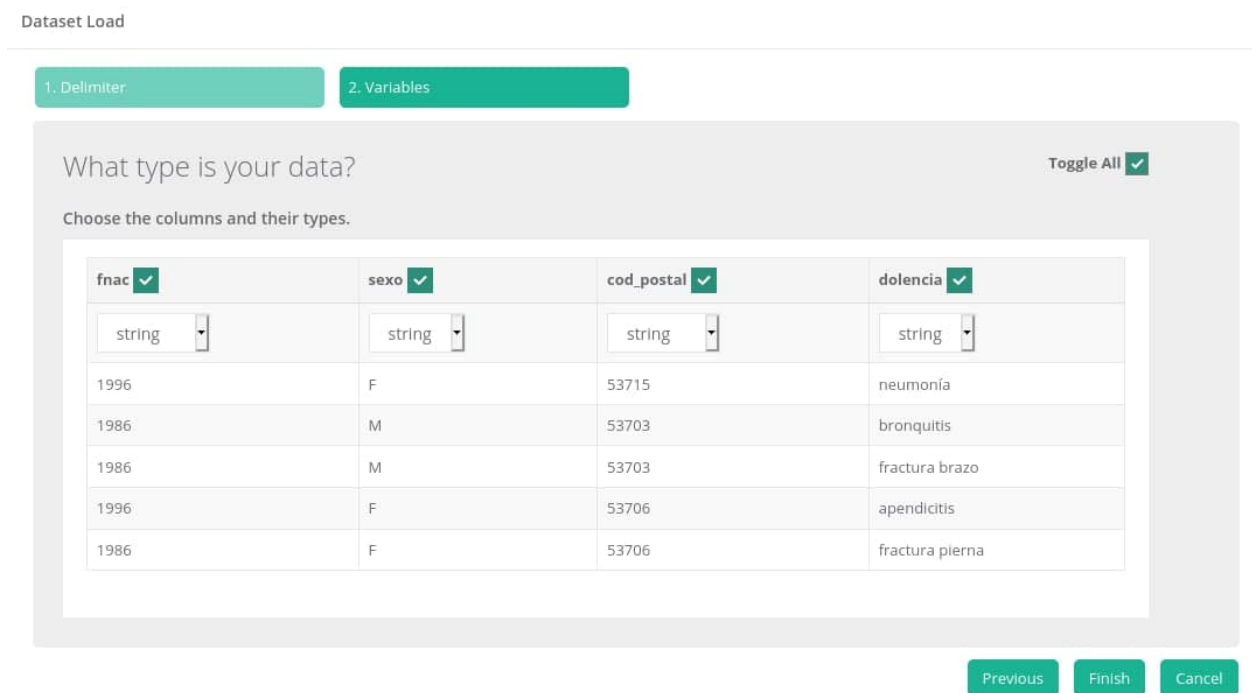 Dataset Load
1. Delimiter 2. Variables
What type is your data? Toggle All
Choose the columns and their types.
fnac sexo cod_postal dolencia
string string string string
1996 F 53715 neumonía
1986 M 53703 bronquitis
1986 M 53703 fractura brazo
1996 F 53706 apendicitis
1986 F 53706 fractura pierna
Previous Finish Cancel